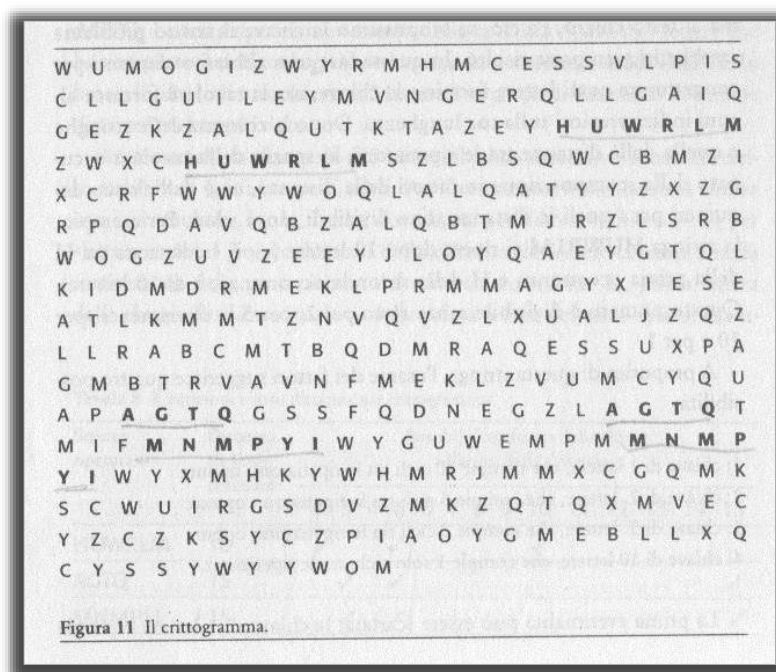 W U M O G I Z W Y R M H M C E S S V L P I S
G L L G U I L E V T M A N N G E R Q L L G A I Q
G E Z T Z A L Q U T K N A Z E Y H U W R L M
Z W X L C H U W R L M L Z L B S Q W C L B M Z I
X C R F W W Y W O Q L A L Q A T Y C Z X Z G
R P Q D A V Q B Z A L Q B T M J R Z L S R B
W O G Z U V Z E E Y J L Q M Q M E Y G X Q L
K I D M D X M E K L P I V M L A G Y X P E S E
A T L K M M T Z N V Q V M Z L X U A L J Z Q Z
L L R A B C M T B Q D M R A Q E S S U X P A
G V A B T R U A V N X M E K U Z V U M C T Q U
A P A G T Q G S S F Q D N E G Z L A G T Q T
M I F M N M P Y I W Y G U W E M P M M N M P
Y I W Y X M H K Y W H M R J M M X C G Q M K
S C W U X R G S D V Z M K Z Q T Q X M V E C
Y Z C Z K T Y C Z T U A O V G M E B L L X Q
C Y S S Y W Y Y W O M
Figura 11 Il crittogramma.